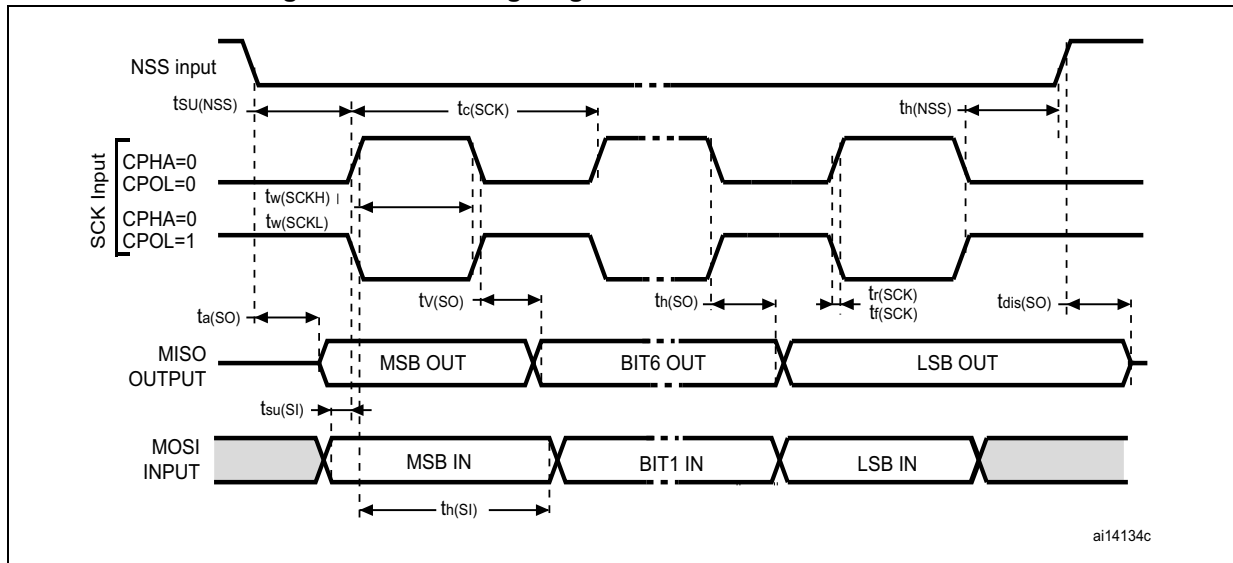 NSS input
tSU(NSS)
tc(SCK)
th(NSS)
SCK Input
CPHA=0
CPOL=0
tw(SCKH)
CPHA=0
CPOL=1
tw(SCKL)
tV(SO)
th(SO)
tr(SCK)
tf(SCK)
tdis(SO)
ta(SO)
MISO
OUTPUT
MSB OUT
BIT6 OUT
LSB OUT
tsu(SI)
MOSI
INPUT
MSB IN
BIT1 IN
LSB IN
th(SI)
ai14134c